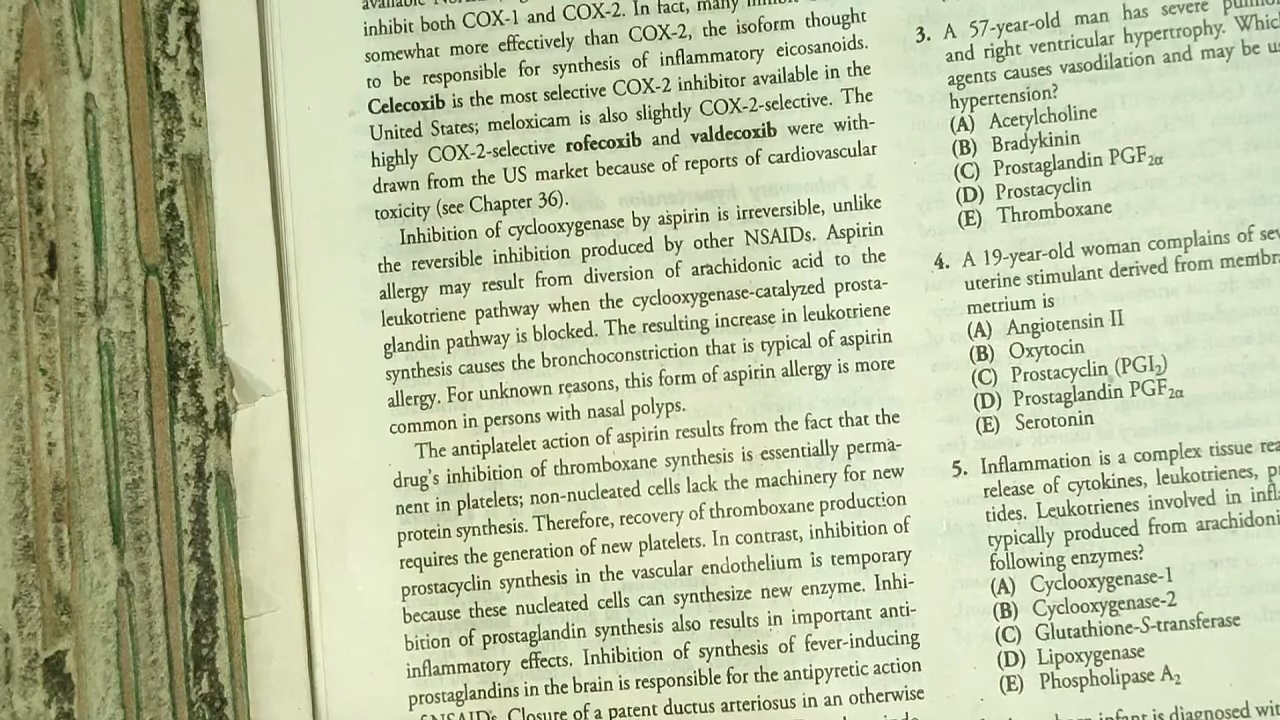 inhibit both COX-1 and COX-2. In fact, many
somewhat more effectively than COX-2, the isoform thought
to be responsible for synthesis of inflammatory eicosanoids.
Celecoxib is the most selective COX-2 inhibitor available in the
United States; meloxicam is also slightly COX-2-selective. The
highly COX-2-selective rofecoxib and valdecoxib were with-
drawn from the US market because of reports of cardiovascular
toxicity (see Chapter 36).
Inhibition of cyclooxygenase by aspirin is irreversible, unlike
the reversible inhibition produced by other NSAIDs. Aspirin
allergy may result from diversion of arachidonic acid to the
leukotriene pathway when the cyclooxygenase-catalyzed prosta-
glandin pathway is blocked. The resulting increase in leukotriene
synthesis causes the bronchoconstriction that is typical of aspirin
allergy. For unknown reasons, this form of aspirin allergy is more
common in persons with nasal polyps.
The antiplatelet action of aspirin results from the fact that the
drug's inhibition of thromboxane synthesis is essentially perma-
nent in platelets; non-nucleated cells lack the machinery for new
protein synthesis. Therefore, recovery of thromboxane production
requires the generation of new platelets. In contrast, inhibition of
prostacyclin synthesis in the vascular endothelium is temporary
because these nucleated cells can synthesize new enzyme. Inhi-
bition of prostaglandin synthesis also results in important anti-
inflammatory effects. Inhibition of synthesis of fever-inducing
prostaglandins in the brain is responsible for the antipyretic action
NSAIDs. Closure of a patent ductus arteriosus in an otherwise
3. A 57-year-old man has severe
and right ventricular hypertrophy.
agents causes vasodilation and may be
hypertension?
(A) Acetylcholine
(B) Bradykinin
(C) Prostaglandin PGF2α
(D) Prostacyclin
(E) Thromboxane
4. A 19-year-old woman complains of
uterine stimulant derived from
metrium is
(A) Angiotensin II
(B) Oxytocin
(C) Prostacyclin (PGI2)
(D) Prostaglandin PGF2α
(E) Serotonin
5. Inflammation is a complex tissue
release of cytokines, leukotrienes,
tides. Leukotrienes involved in
typically produced from
following enzymes?
(A) Cyclooxygenase-1
(B) Cyclooxygenase-2
(C) Glutathione-S-transferase
(D) Lipoxygenase
(E) Phospholipase A2
infant is diagnosed